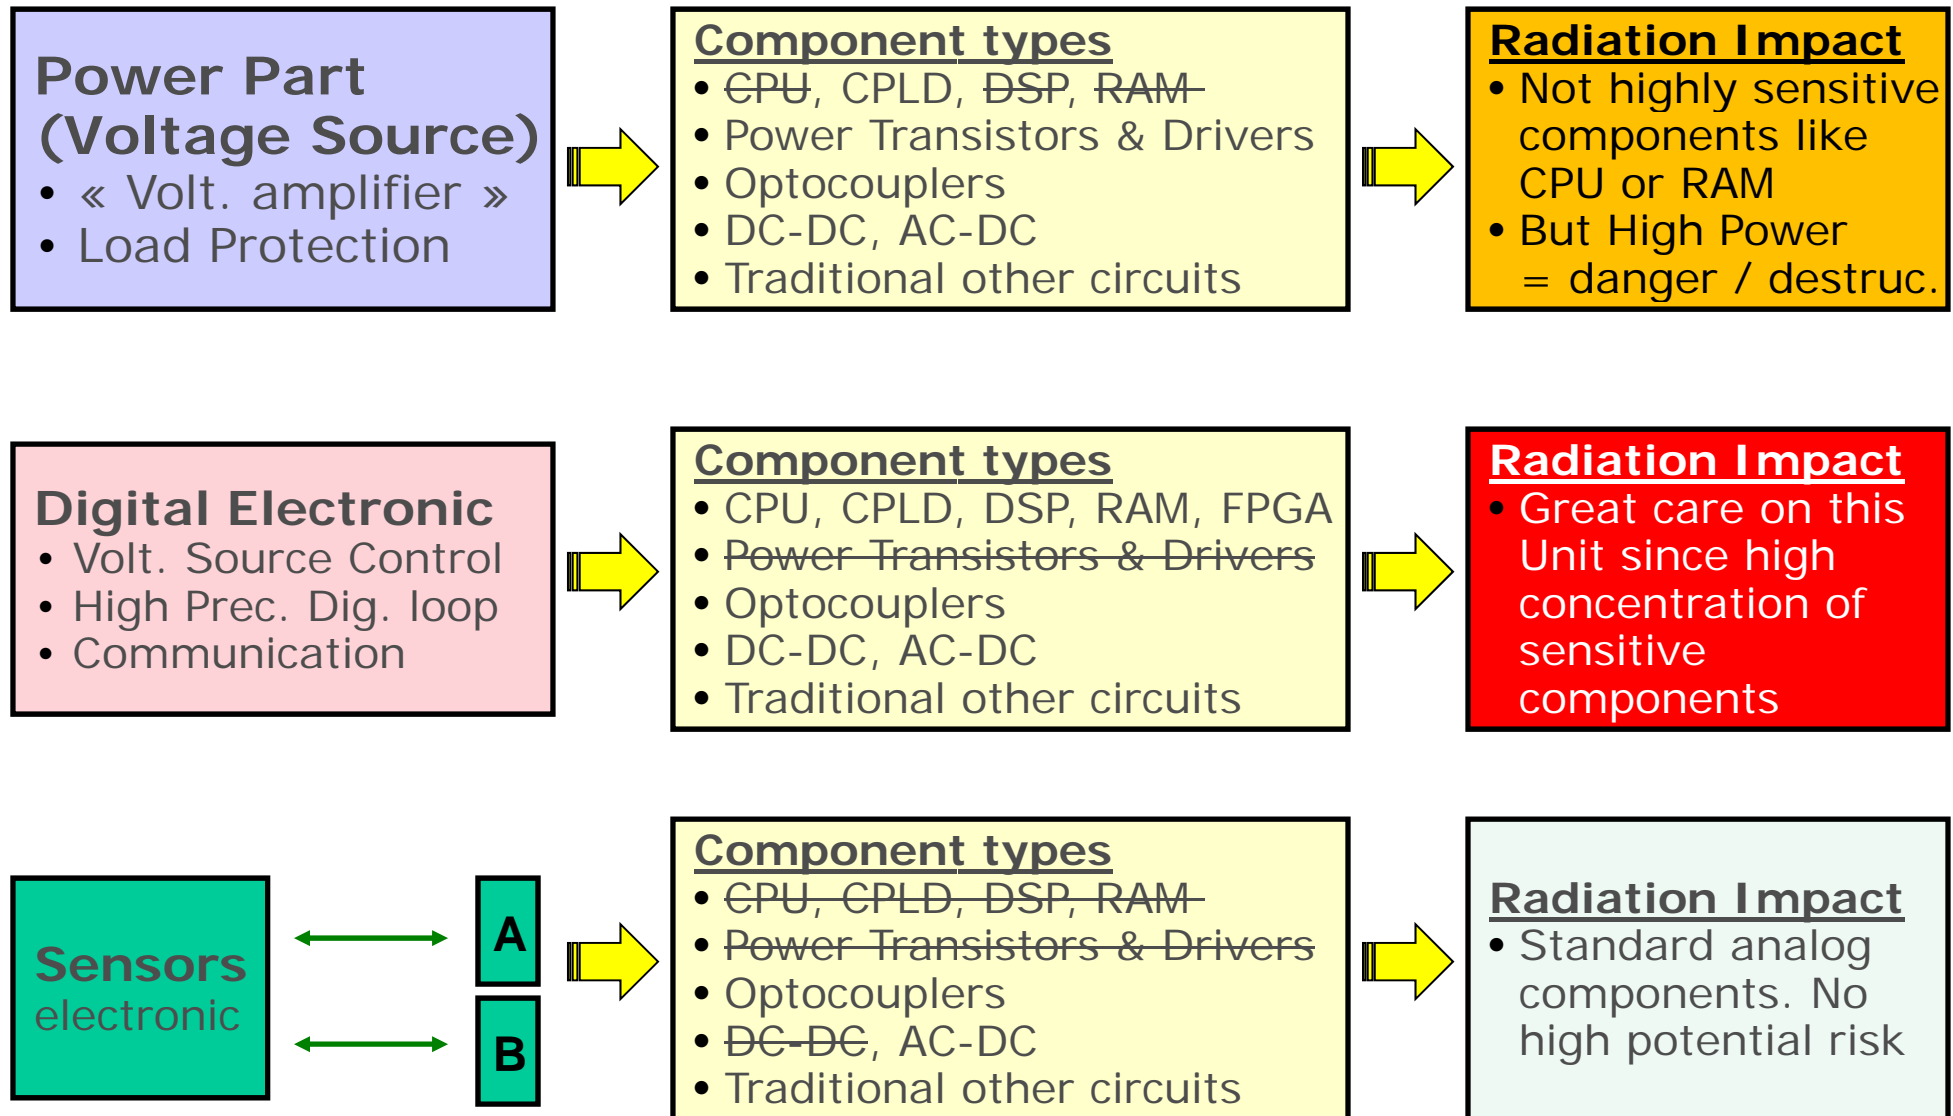 Power Part
(Voltage Source)
• « Volt. amplifier »
• Load Protection
Component types
• CPU, CPLD, DSP, RAM
• Power Transistors & Drivers
• Optocouplers
• DC-DC, AC-DC
• Traditional other circuits
Radiation Impact
• Not highly sensitive
components like
CPU or RAM
• But High Power
= danger / destruc.
Digital Electronic
• Volt. Source Control
• High Prec. Dig. loop
• Communication
Component types
• CPU, CPLD, DSP, RAM, FPGA
• Power Transistors & Drivers
• Optocouplers
• DC-DC, AC-DC
• Traditional other circuits
Radiation Impact
• Great care on this
Unit since high
concentration of
sensitive
components
Sensors
electronic
A
B
Component types
• CPU, CPLD, DSP, RAM
• Power Transistors & Drivers
• Optocouplers
• DC-DC, AC-DC
• Traditional other circuits
Radiation Impact
• Standard analog
components. No
high potential risk